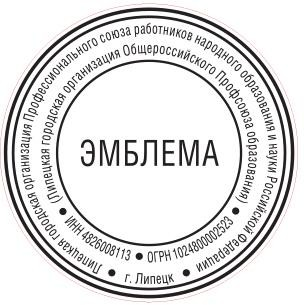 Липецкая городская организация Профессионального союза работников народного образования и науки Российской Федерации
(Липецкая городская организация Общероссийского Профсоюза образования)
ЭМБЛЕМА
• ИНН 4826008113 • ОГРН 1024800002523 •
• г. Липецк •